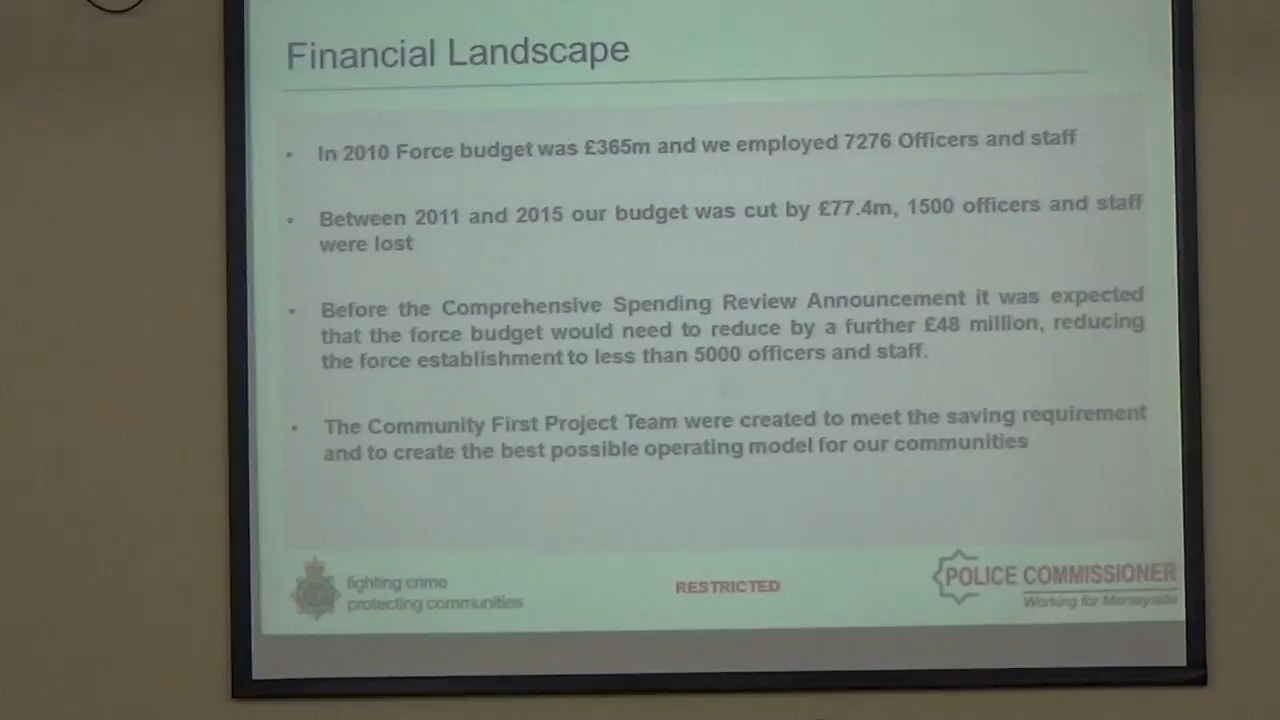 Financial Landscape
• In 2010 Force budget was £365m and we employed 7276 Officers and staff
• Between 2011 and 2015 our budget was cut by £77.4m, 1500 officers and staff
were lost
• Before the Comprehensive Spending Review Announcement it was expected
that the force budget would need to reduce by a further £48 million, reducing
the force establishment to less than 5000 officers and staff.
• The Community First Project Team were created to meet the saving requirement
and to create the best possible operating model for our communities
fighting crime
protecting communities
RESTRICTED
POLICE COMMISSIONER
Working for Merseyside